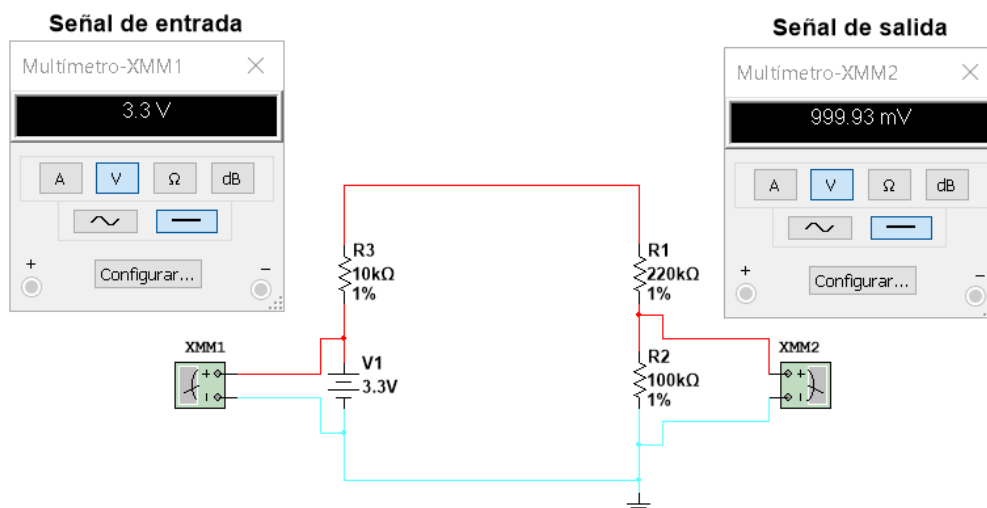 Señal de entrada
Multímetro-XMM1
3.3 V
A V Ω dB
+ Configurar... −
Señal de salida
Multímetro-XMM2
999.93 mV
A V Ω dB
+ Configurar... −
R3
10kΩ
1%
R1
220kΩ
1%
XMM1
V1
3.3V
R2
100kΩ
1%
XMM2